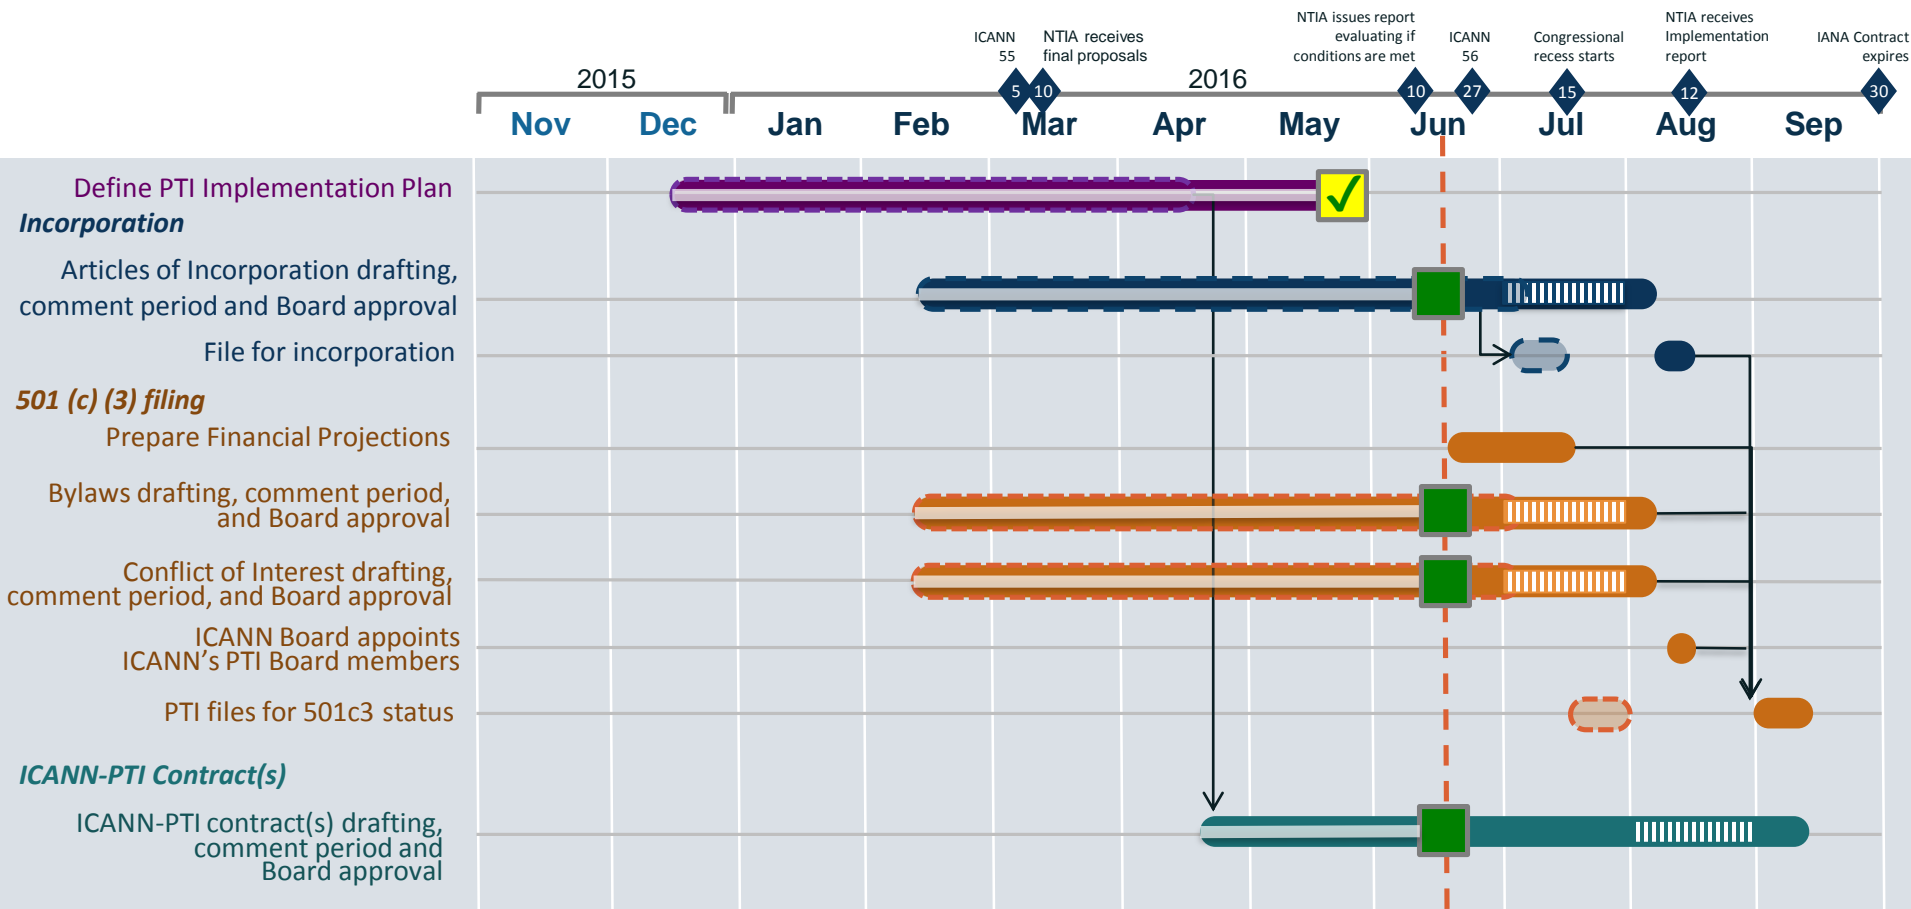 NTIA issues report
evaluating if
conditions are met
NTIA receives
Implementation
report
ICANN
55
NTIA receives
final proposals
ICANN
56
Congressional
recess starts
IANA Contract
expires
2015
2016
5
10
10
27
15
12
30
Nov
Dec
Jan
Feb
Mar
Apr
May
Jun
Jul
Aug
Sep
Define PTI Implementation Plan
Incorporation
Articles of Incorporation drafting,
comment period and Board approval
File for incorporation
501 (c) (3) filing
Prepare Financial Projections
Bylaws drafting, comment period,
and Board approval
Conflict of Interest drafting,
comment period, and Board approval
ICANN Board appoints
ICANN’s PTI Board members
PTI files for 501c3 status
ICANN-PTI Contract(s)
ICANN-PTI contract(s) drafting,
comment period and
Board approval